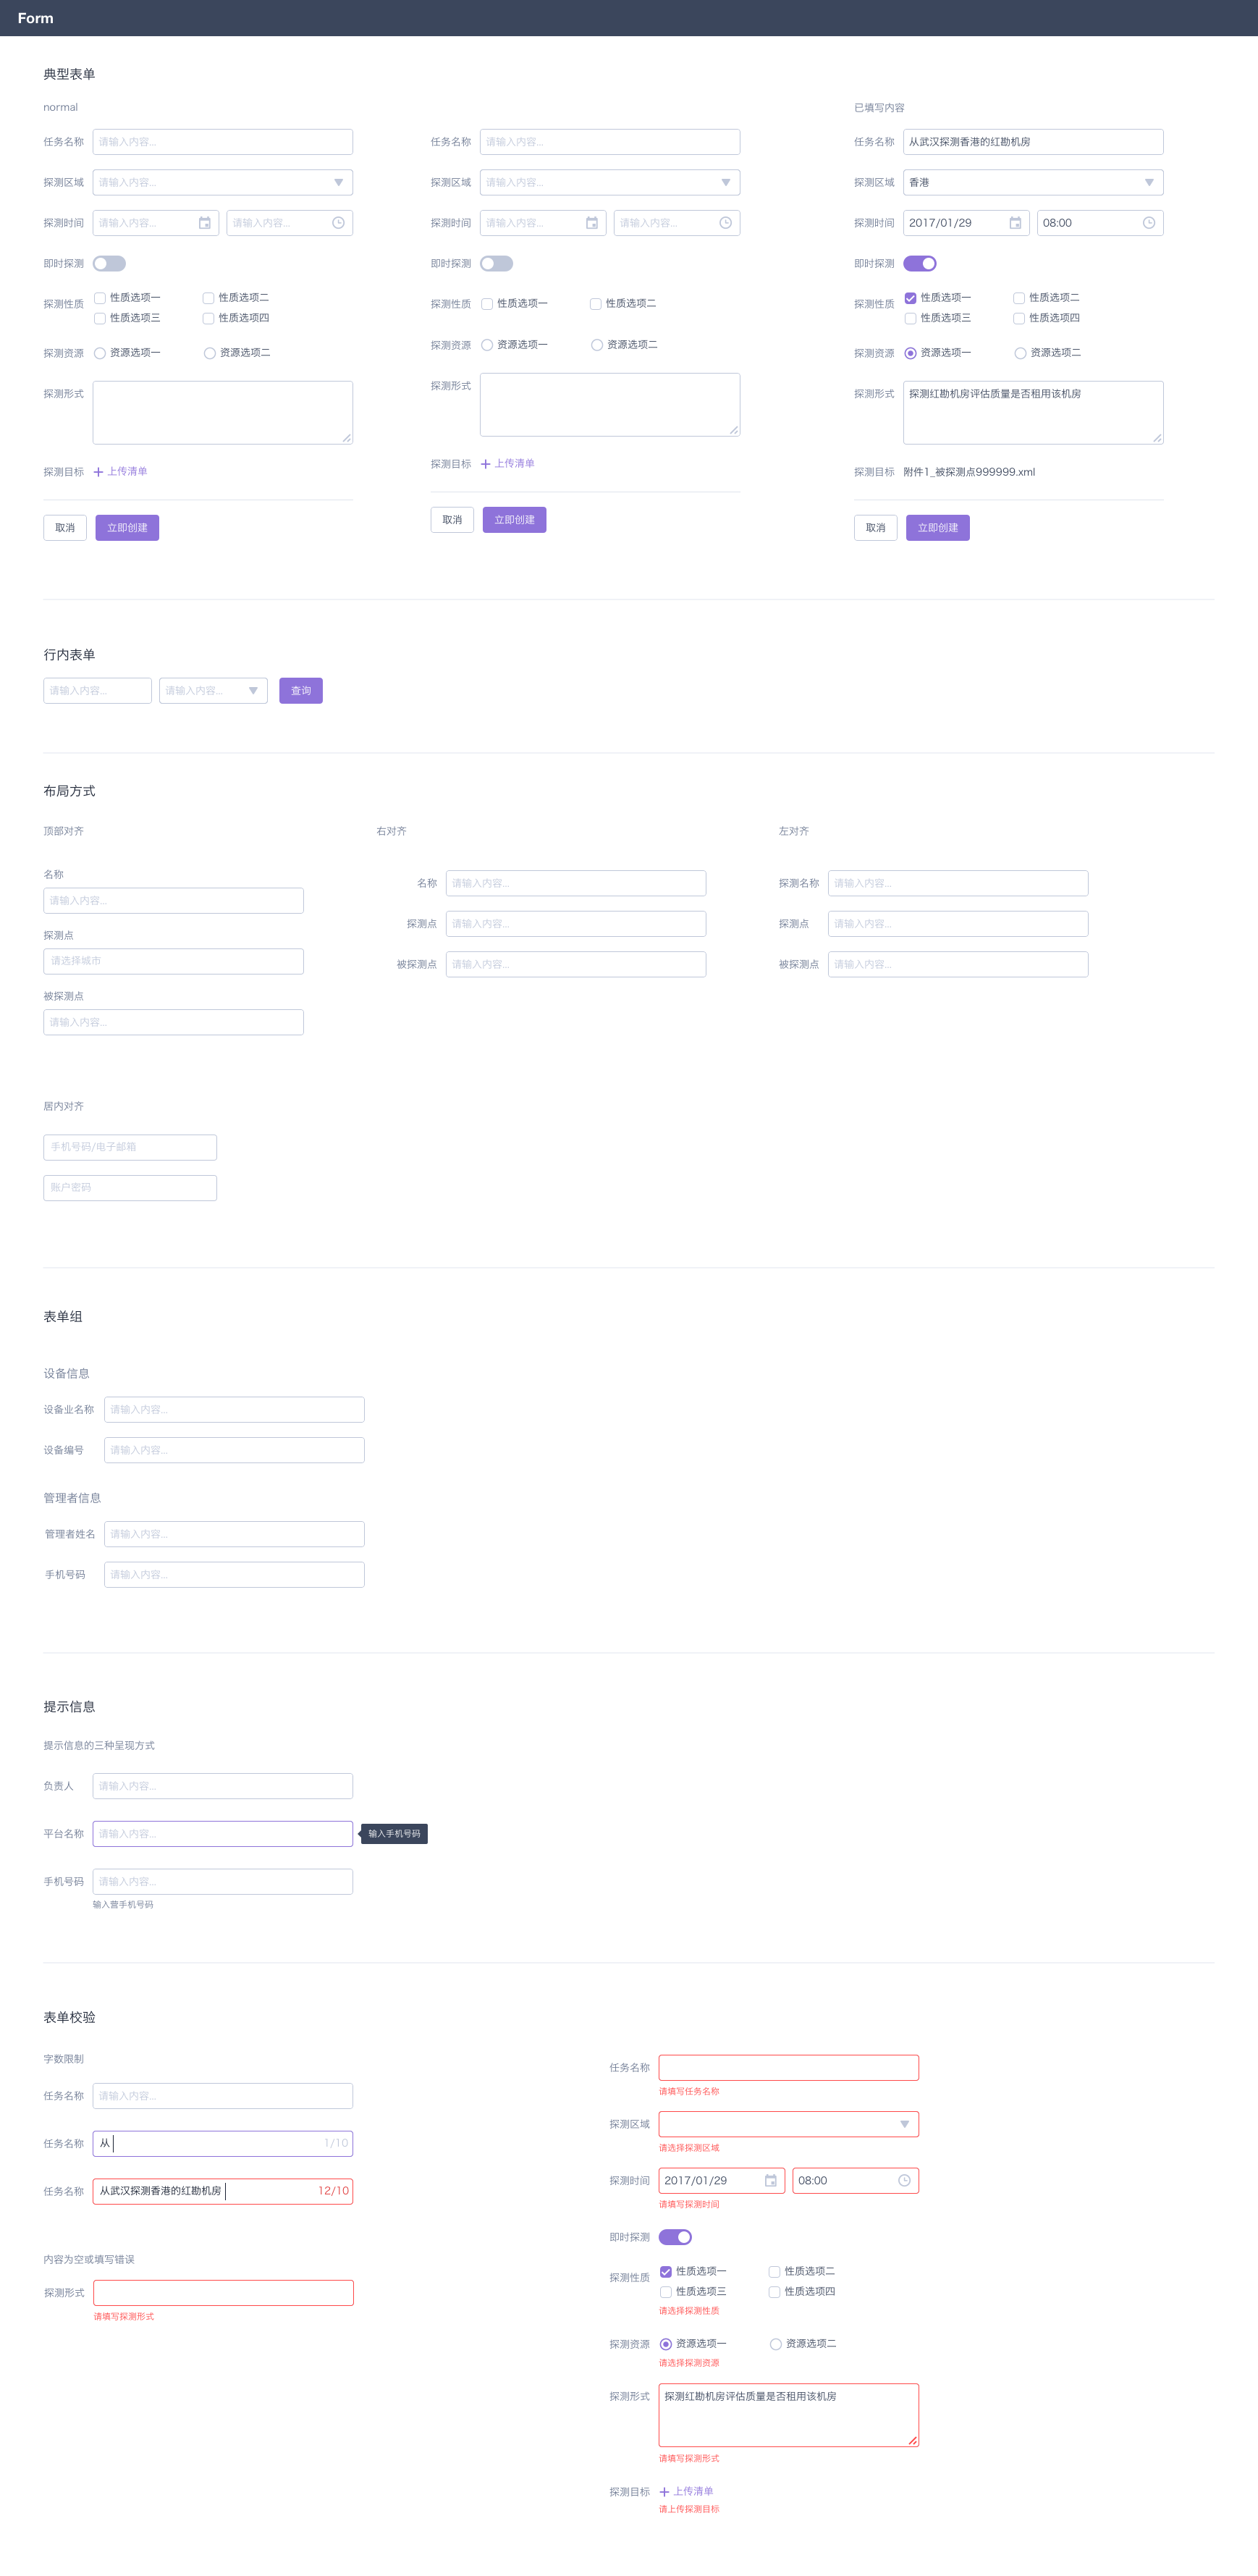 Form
典型表单
normal
任务名称 请输入内容...
探测区域 请输入内容...
探测时间 请输入内容... 请输入内容...
即时探测
探测性质 性质选项一 性质选项二
性质选项三 性质选项四
探测资源 资源选项一 资源选项二
探测形式
探测目标 上传清单
取消 立即创建
任务名称 请输入内容...
探测区域 请输入内容...
探测时间 请输入内容... 请输入内容...
即时探测
探测性质 性质选项一 性质选项二
探测资源 资源选项一 资源选项二
探测形式
探测目标 上传清单
取消 立即创建
已填写内容
任务名称 从武汉探测香港的红勘机房
探测区域 香港
探测时间 2017/01/29 08:00
即时探测
探测性质 性质选项一 性质选项二
性质选项三 性质选项四
探测资源 资源选项一 资源选项二
探测形式 探测红勘机房评估质量是否租用该机房
探测目标 附件1_被探测点999999.xml
取消 立即创建
行内表单
请输入内容... 请输入内容... 查询
布局方式
顶部对齐
名称
请输入内容...
探测点
请选择城市
被探测点
请输入内容...
右对齐
名称 请输入内容...
探测点 请输入内容...
被探测点 请输入内容...
左对齐
探测名称 请输入内容...
探测点 请输入内容...
被探测点 请输入内容...
居内对齐
手机号码/电子邮箱
账户密码
表单组
设备信息
设备业名称 请输入内容...
设备编号 请输入内容...
管理者信息
管理者姓名 请输入内容...
手机号码 请输入内容...
提示信息
提示信息的三种呈现方式
负责人 请输入内容...
平台名称 请输入内容... 输入手机号码
手机号码 请输入内容...
输入营手机号码
表单校验
字数限制
任务名称 请输入内容...
任务名称 从 1/10
任务名称 从武汉探测香港的红勘机房 12/10
内容为空或填写错误
探测形式
请填写探测形式
任务名称
请填写任务名称
探测区域
请选择探测区域
探测时间 2017/01/29 08:00
请填写探测时间
即时探测
探测性质 性质选项一 性质选项二
性质选项三 性质选项四
请选择探测性质
探测资源 资源选项一 资源选项二
请选择探测资源
探测形式 探测红勘机房评估质量是否租用该机房
请填写探测形式
探测目标 上传清单
请上传探测目标